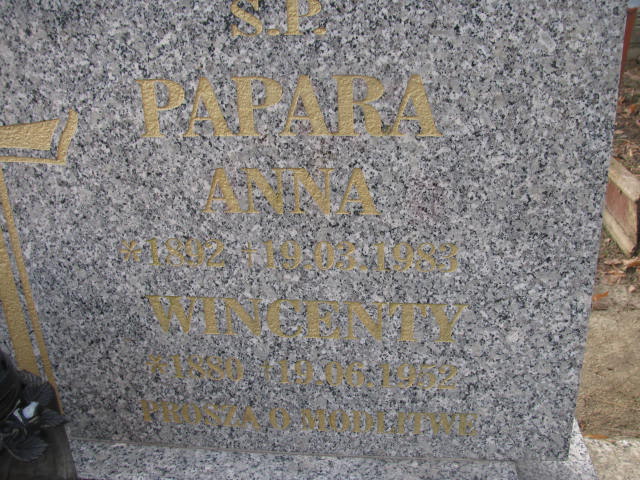 S.P.
PAPARA
ANNA
*1892 +19.03.1983
WINCENTY
*1880 +19.06.1952
PROSZĄ O MODLITWĘ